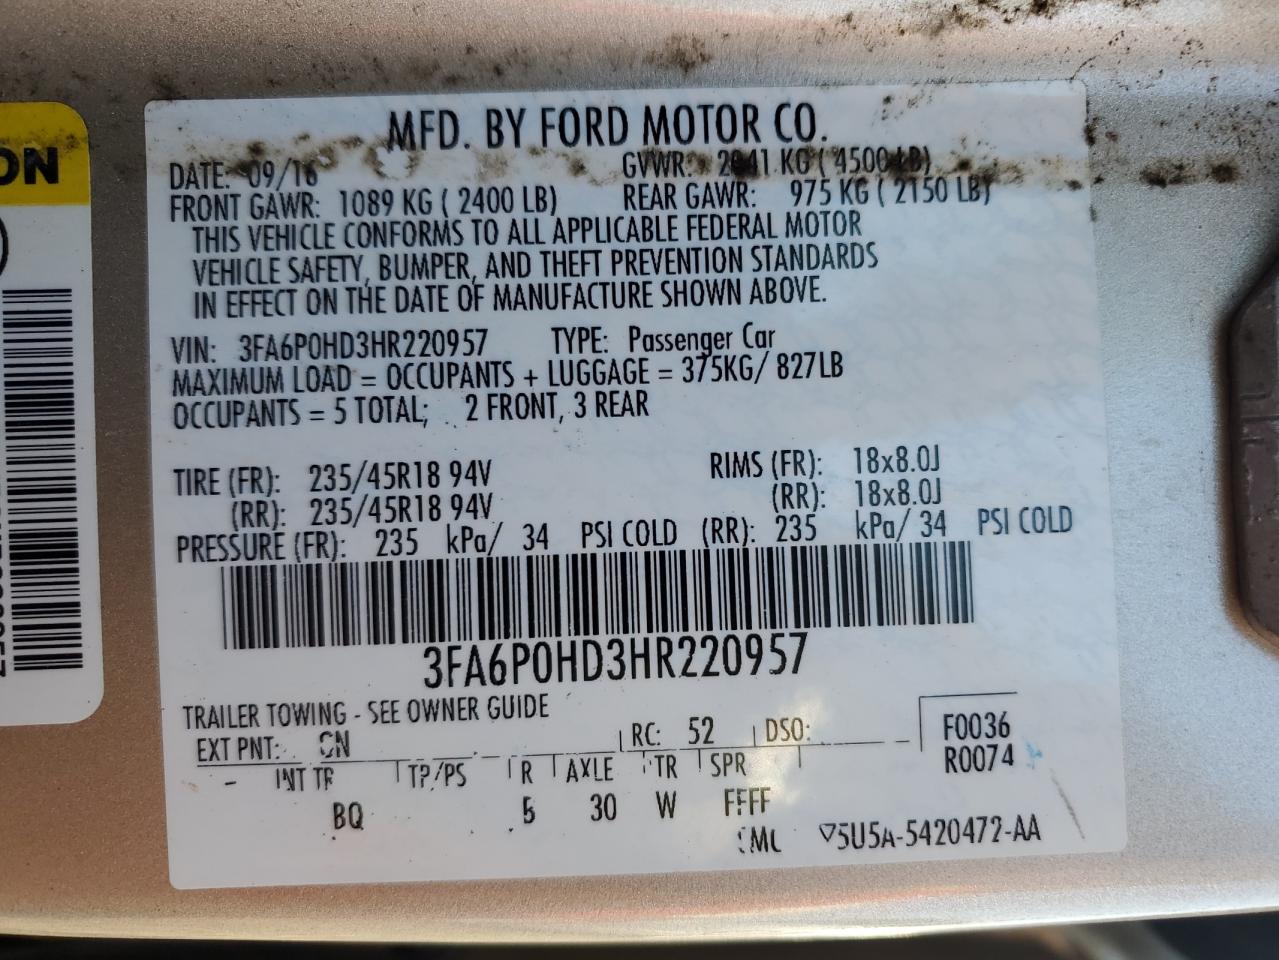 MFD. BY FORD MOTOR CO.
DATE: 09/16 GVWR: 2041 KG ( 4500 LB)
FRONT GAWR: 1089 KG ( 2400 LB) REAR GAWR: 975 KG ( 2150 LB)
THIS VEHICLE CONFORMS TO ALL APPLICABLE FEDERAL MOTOR
VEHICLE SAFETY, BUMPER, AND THEFT PREVENTION STANDARDS
IN EFFECT ON THE DATE OF MANUFACTURE SHOWN ABOVE.
VIN: 3FA6P0HD3HR220957 TYPE: Passenger Car
MAXIMUM LOAD = OCCUPANTS + LUGGAGE = 375KG/ 827LB
OCCUPANTS = 5 TOTAL; 2 FRONT, 3 REAR
TIRE (FR): 235/45R18 94V RIMS (FR): 18x8.0J
(RR): 235/45R18 94V (RR): 18x8.0J
PRESSURE (FR): 235 kPa/ 34 PSI COLD (RR): 235 kPa/ 34 PSI COLD
3FA6P0HD3HR220957
TRAILER TOWING - SEE OWNER GUIDE
EXT PNT: RC: 52 DSO: F0036
R0074
INT TR TP/PS R AXLE TR SPR
BQ 5 30 W FFFF
5U5A-5420472-AA
ON